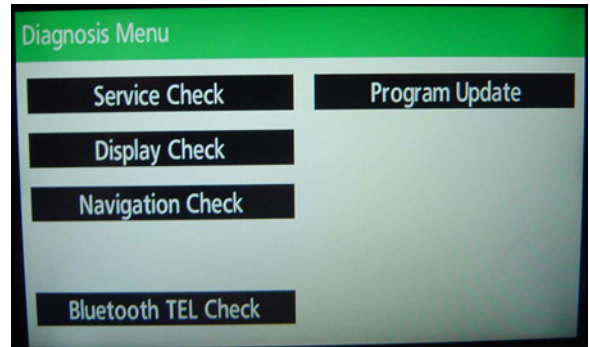 Diagnosis Menu
Service Check
Program Update
Display Check
Navigation Check
Bluetooth TEL Check